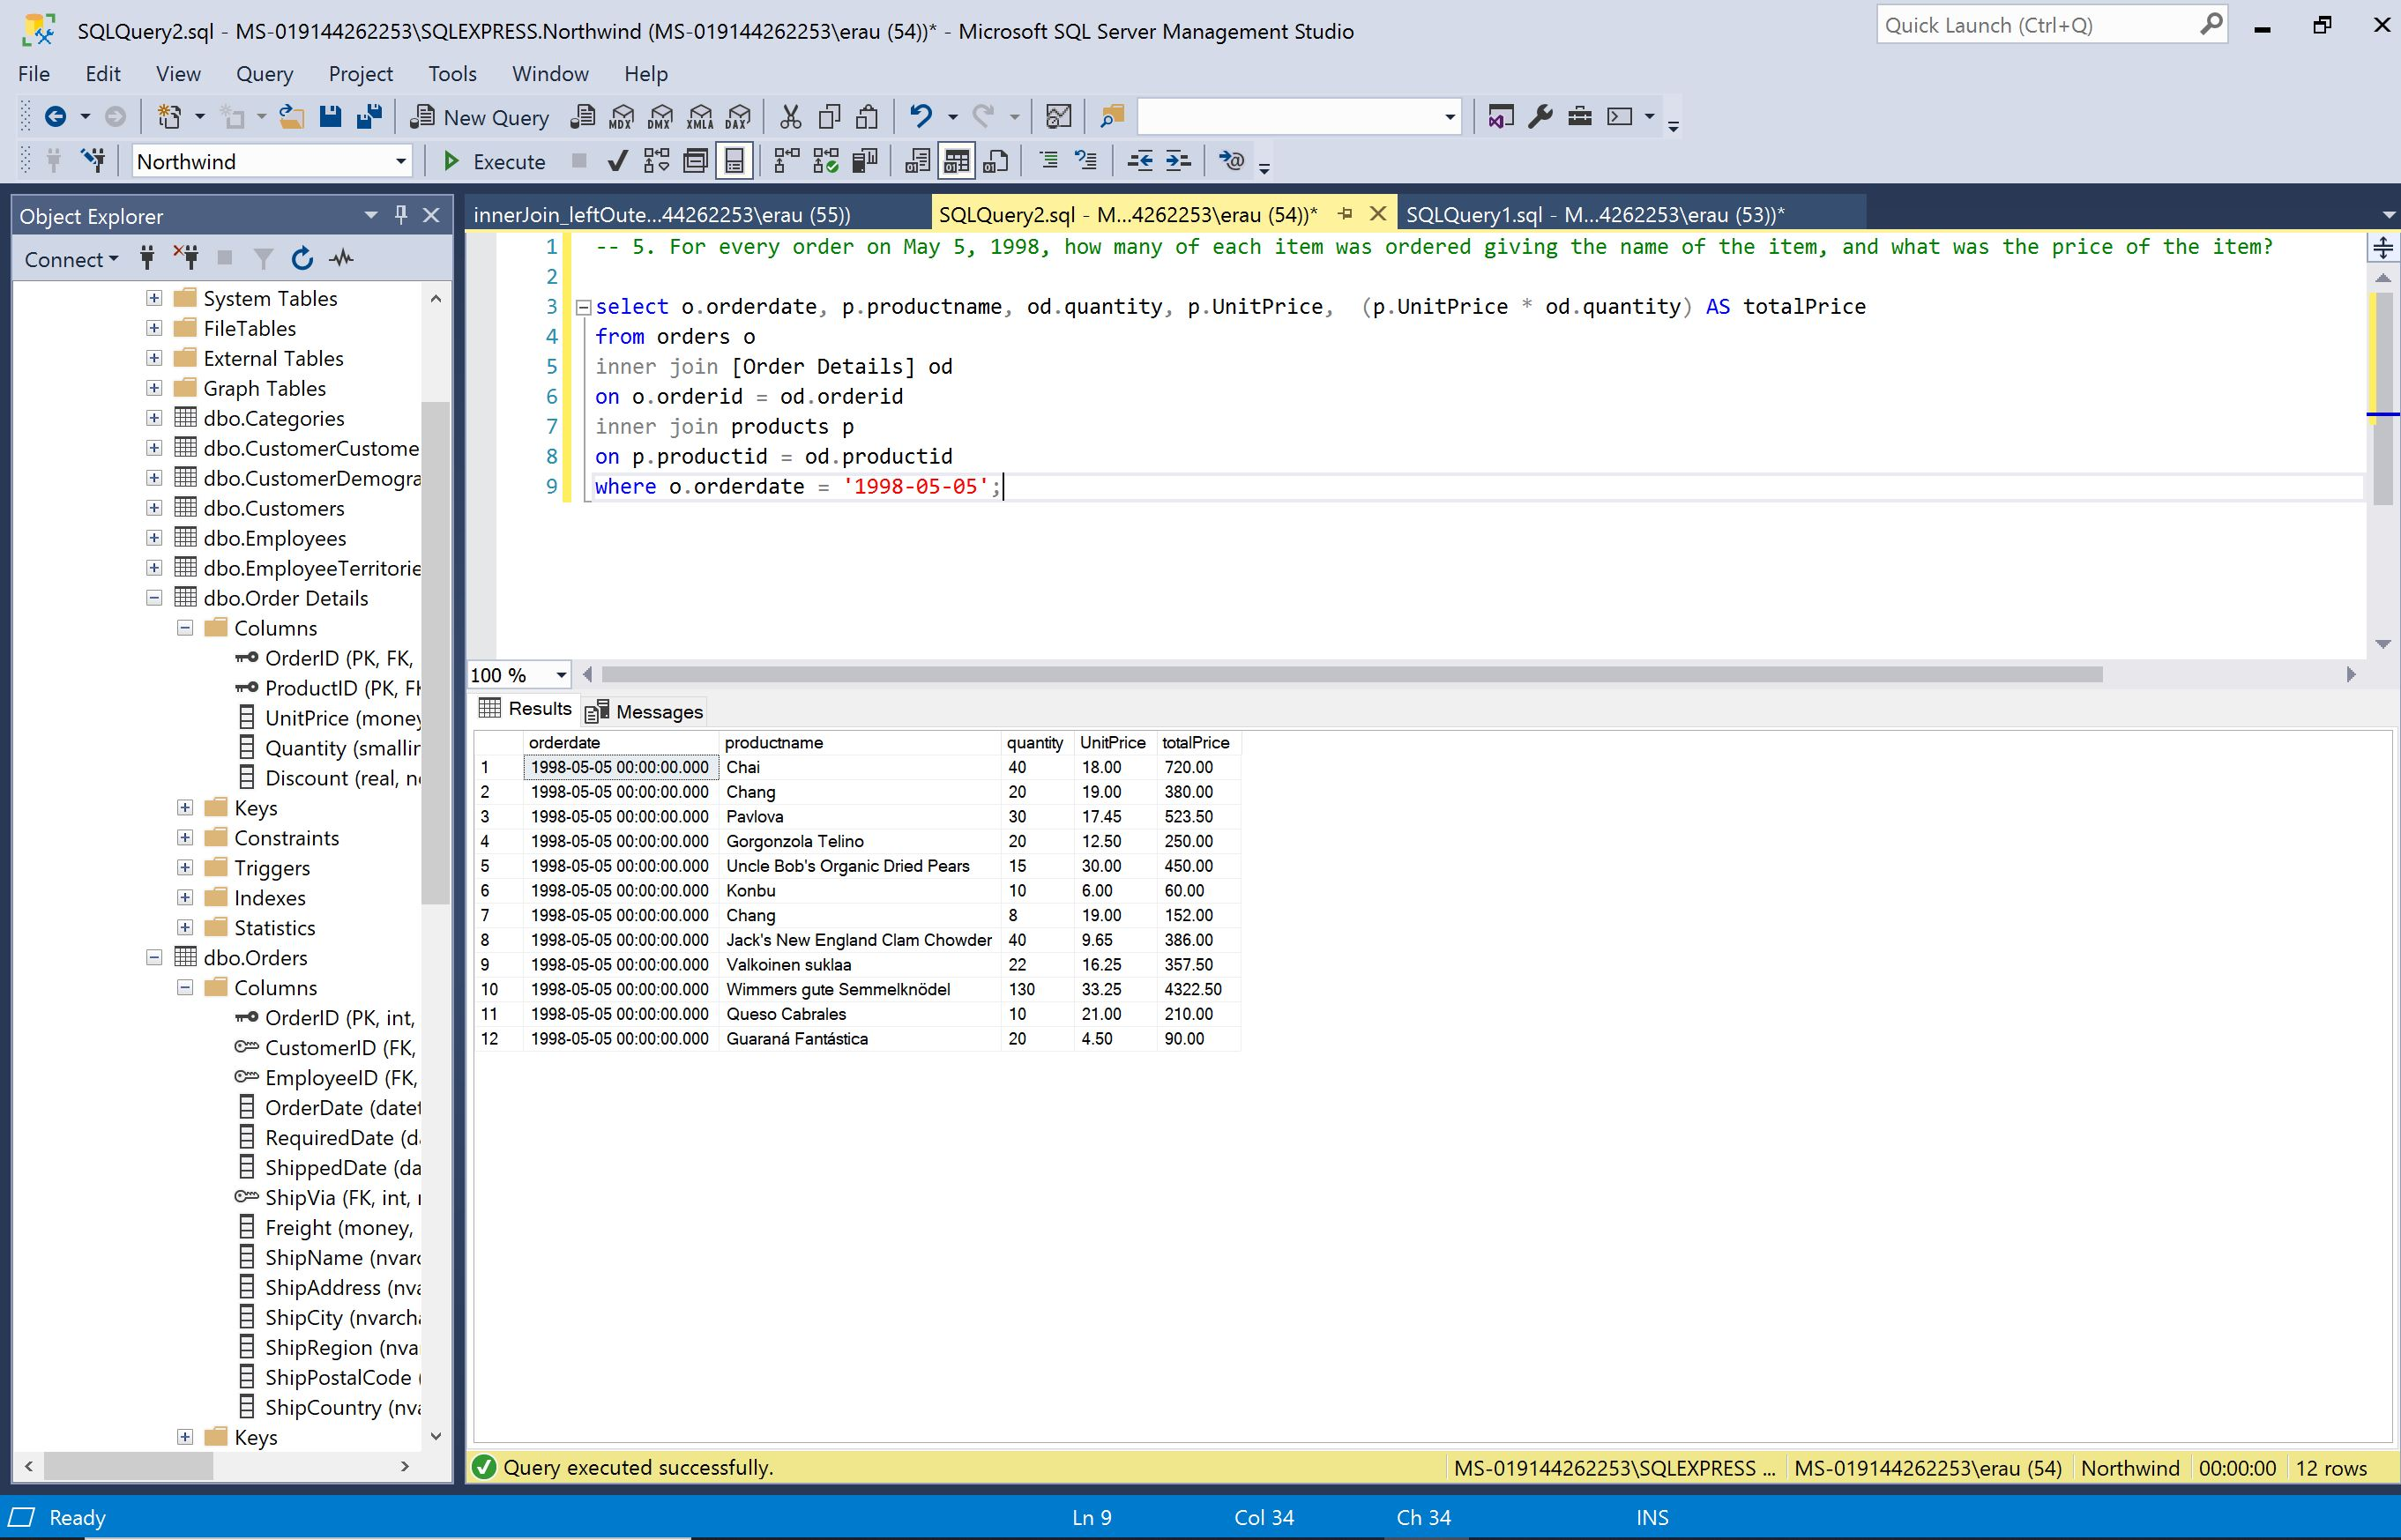 SQLQuery2.sql - MS-019144262253\SQLEXPRESS.Northwind (MS-019144262253\erau (54))* - Microsoft SQL Server Management Studio
Quick Launch (Ctrl+Q)
File Edit View Query Project Tools Window Help
New Query MDX DMX XMLA DAX
Northwind Execute
Object Explorer
innerJoin_leftOute...44262253\erau (55)) SQLQuery2.sql - M...4262253\erau (54))* SQLQuery1.sql - M...4262253\erau (53))*
Connect
System Tables
FileTables
External Tables
Graph Tables
dbo.Categories
dbo.CustomerCustome
dbo.CustomerDemogra
dbo.Customers
dbo.Employees
dbo.EmployeeTerritorie
dbo.Order Details
Columns
OrderID (PK, FK,
ProductID (PK, FK
UnitPrice (money
Quantity (smallin
Discount (real, no
Keys
Constraints
Triggers
Indexes
Statistics
dbo.Orders
Columns
OrderID (PK, int,
CustomerID (FK,
EmployeeID (FK,
OrderDate (datet
RequiredDate (da
ShippedDate (da
ShipVia (FK, int, n
Freight (money,
ShipName (nvarc
ShipAddress (nva
ShipCity (nvarcha
ShipRegion (nva
ShipPostalCode (
ShipCountry (nva
Keys
1 -- 5. For every order on May 5, 1998, how many of each item was ordered giving the name of the item, and what was the price of the item?
2
3 select o.orderdate, p.productname, od.quantity, p.UnitPrice, (p.UnitPrice * od.quantity) AS totalPrice
4 from orders o
5 inner join [Order Details] od
6 on o.orderid = od.orderid
7 inner join products p
8 on p.productid = od.productid
9 where o.orderdate = '1998-05-05';
100 %
Results Messages
orderdate productname quantity UnitPrice totalPrice
1 1998-05-05 00:00:00.000 Chai 40 18.00 720.00
2 1998-05-05 00:00:00.000 Chang 20 19.00 380.00
3 1998-05-05 00:00:00.000 Pavlova 30 17.45 523.50
4 1998-05-05 00:00:00.000 Gorgonzola Telino 20 12.50 250.00
5 1998-05-05 00:00:00.000 Uncle Bob's Organic Dried Pears 15 30.00 450.00
6 1998-05-05 00:00:00.000 Konbu 10 6.00 60.00
7 1998-05-05 00:00:00.000 Chang 8 19.00 152.00
8 1998-05-05 00:00:00.000 Jack's New England Clam Chowder 40 9.65 386.00
9 1998-05-05 00:00:00.000 Valkoinen suklaa 22 16.25 357.50
10 1998-05-05 00:00:00.000 Wimmers gute Semmelknödel 130 33.25 4322.50
11 1998-05-05 00:00:00.000 Queso Cabrales 10 21.00 210.00
12 1998-05-05 00:00:00.000 Guaraná Fantástica 20 4.50 90.00
Query executed successfully. MS-019144262253\SQLEXPRESS ... MS-019144262253\erau (54) Northwind 00:00:00 12 rows
Ready Ln 9 Col 34 Ch 34 INS